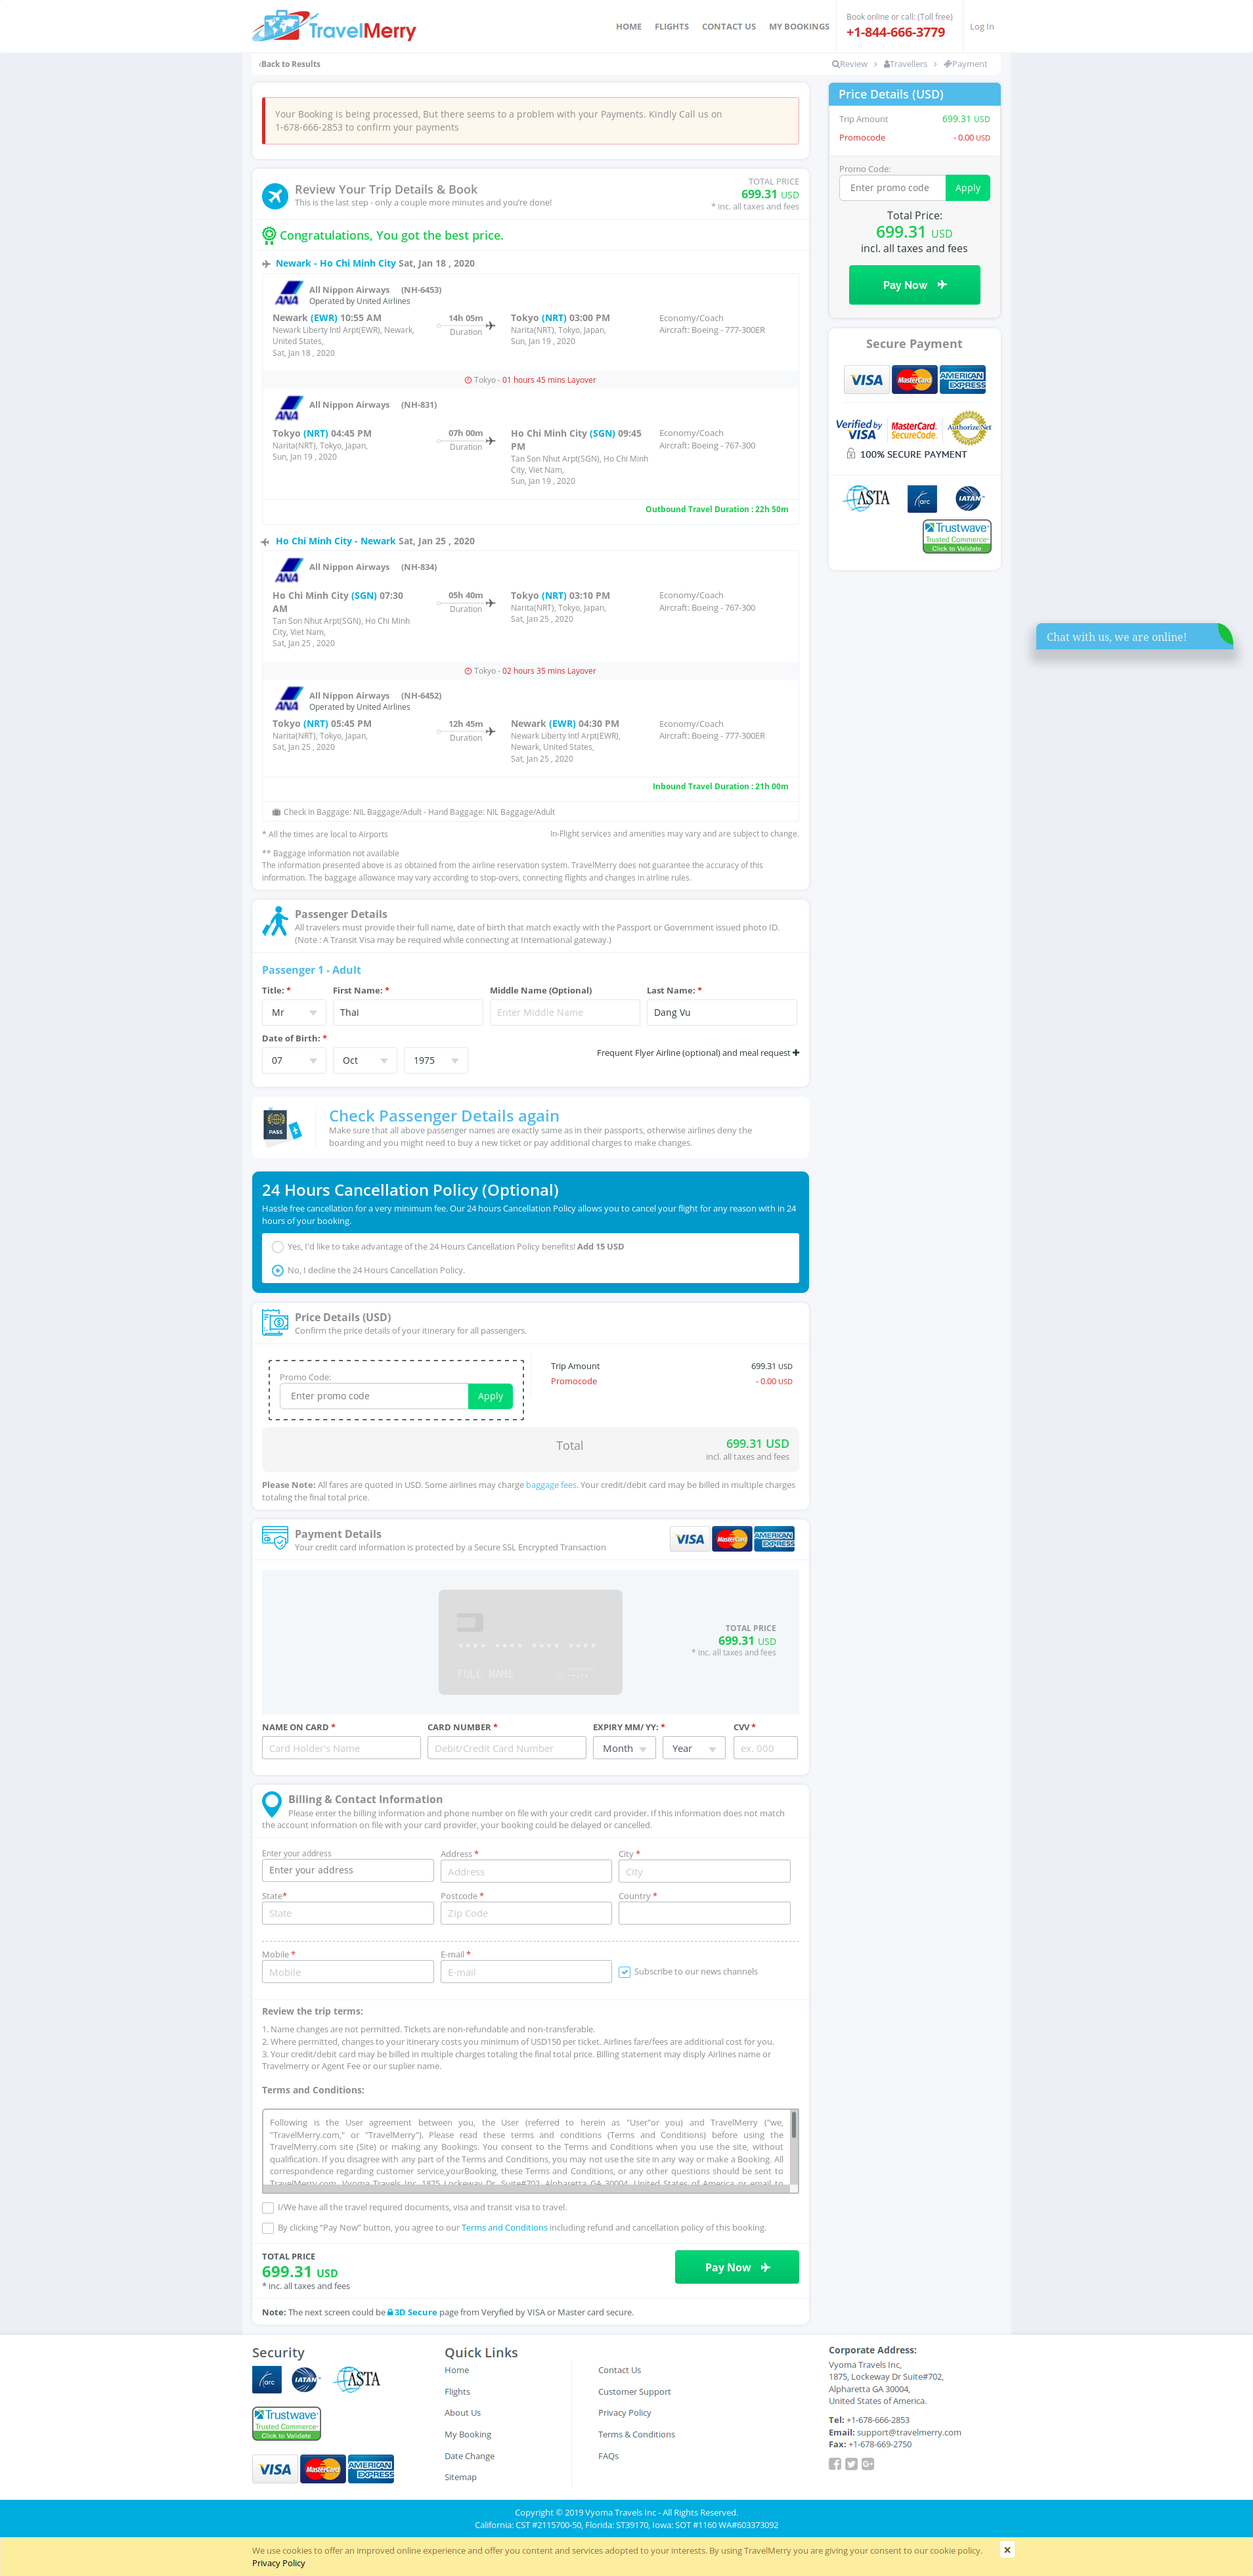 TravelMerry
HOME FLIGHTS CONTACT US MY BOOKINGS
Book online or call: (Toll free)
+1-844-666-3779
Log In
‹Back to Results
Review › Travellers › Payment
Your Booking is being processed, But there seems to a problem with your Payments. Kindly Call us on
1-678-666-2853 to confirm your payments
Review Your Trip Details & Book
This is the last step - only a couple more minutes and you're done!
TOTAL PRICE
699.31 USD
* inc. all taxes and fees
Congratulations, You got the best price.
Newark - Ho Chi Minh City Sat, Jan 18 , 2020
ANA
All Nippon Airways (NH-6453)
Operated by United Airlines
Newark (EWR) 10:55 AM
Newark Liberty Intl Arpt(EWR), Newark,
United States,
Sat, Jan 18 , 2020
14h 05m
Duration
Tokyo (NRT) 03:00 PM
Narita(NRT), Tokyo, Japan,
Sun, Jan 19 , 2020
Economy/Coach
Aircraft: Boeing - 777-300ER
Tokyo - 01 hours 45 mins Layover
ANA
All Nippon Airways (NH-831)
Tokyo (NRT) 04:45 PM
Narita(NRT), Tokyo, Japan,
Sun, Jan 19 , 2020
07h 00m
Duration
Ho Chi Minh City (SGN) 09:45
PM
Tan Son Nhut Arpt(SGN), Ho Chi Minh
City, Viet Nam,
Sun, Jan 19 , 2020
Economy/Coach
Aircraft: Boeing - 767-300
Outbound Travel Duration : 22h 50m
Ho Chi Minh City - Newark Sat, Jan 25 , 2020
ANA
All Nippon Airways (NH-834)
Ho Chi Minh City (SGN) 07:30
AM
Tan Son Nhut Arpt(SGN), Ho Chi Minh
City, Viet Nam,
Sat, Jan 25 , 2020
05h 40m
Duration
Tokyo (NRT) 03:10 PM
Narita(NRT), Tokyo, Japan,
Sat, Jan 25 , 2020
Economy/Coach
Aircraft: Boeing - 767-300
Tokyo - 02 hours 35 mins Layover
ANA
All Nippon Airways (NH-6452)
Operated by United Airlines
Tokyo (NRT) 05:45 PM
Narita(NRT), Tokyo, Japan,
Sat, Jan 25 , 2020
12h 45m
Duration
Newark (EWR) 04:30 PM
Newark Liberty Intl Arpt(EWR),
Newark, United States,
Sat, Jan 25 , 2020
Economy/Coach
Aircraft: Boeing - 777-300ER
Inbound Travel Duration : 21h 00m
Check In Baggage: NIL Baggage/Adult - Hand Baggage: NIL Baggage/Adult
* All the times are local to Airports
In-Flight services and amenities may vary and are subject to change.
** Baggage information not available
The information presented above is as obtained from the airline reservation system. TravelMerry does not guarantee the accuracy of this
information. The baggage allowance may vary according to stop-overs, connecting flights and changes in airline rules.
Price Details (USD)
Trip Amount 699.31 USD
Promocode - 0.00 USD
Promo Code:
Enter promo code Apply
Total Price:
699.31 USD
incl. all taxes and fees
Pay Now
Secure Payment
VISA MasterCard AMERICAN EXPRESS
Verified by VISA MasterCard. SecureCode. Authorize.Net
100% SECURE PAYMENT
ASTA arc IATAN
Trustwave
Trusted Commerce
Click to Validate
Chat with us, we are online!
Passenger Details
All travelers must provide their full name, date of birth that match exactly with the Passport or Government issued photo ID.
(Note : A Transit Visa may be required while connecting at International gateway.)
Passenger 1 - Adult
Title: * First Name: * Middle Name (Optional) Last Name: *
Mr Thai Enter Middle Name Dang Vu
Date of Birth: *
07 Oct 1975
Frequent Flyer Airline (optional) and meal request
PASS
Check Passenger Details again
Make sure that all above passenger names are exactly same as in their passports, otherwise airlines deny the
boarding and you might need to buy a new ticket or pay additional charges to make changes.
24 Hours Cancellation Policy (Optional)
Hassle free cancellation for a very minimum fee. Our 24 hours Cancellation Policy allows you to cancel your flight for any reason with in 24
hours of your booking.
Yes, I'd like to take advantage of the 24 Hours Cancellation Policy benefits! Add 15 USD
No, I decline the 24 Hours Cancellation Policy.
Price Details (USD)
Confirm the price details of your itinerary for all passengers.
Promo Code:
Enter promo code Apply
Trip Amount 699.31 USD
Promocode - 0.00 USD
Total 699.31 USD
incl. all taxes and fees
Please Note: All fares are quoted in USD. Some airlines may charge baggage fees. Your credit/debit card may be billed in multiple charges
totaling the final total price.
Payment Details
Your credit card information is protected by a Secure SSL Encrypted Transaction
VISA MasterCard AMERICAN EXPRESS
FULL NAME
TOTAL PRICE
699.31 USD
* inc. all taxes and fees
NAME ON CARD * CARD NUMBER * EXPIRY MM/ YY: * CVV *
Card Holder's Name Debit/Credit Card Number Month Year ex. 000
Billing & Contact Information
Please enter the billing information and phone number on file with your credit card provider. If this information does not match
the account information on file with your card provider, your booking could be delayed or cancelled.
Enter your address Address * City *
Enter your address Address City
State* Postcode * Country *
State Zip Code
Mobile * E-mail *
Mobile E-mail Subscribe to our news channels
Review the trip terms:
1. Name changes are not permitted. Tickets are non-refundable and non-transferable.
2. Where permitted, changes to your itinerary costs you minimum of USD150 per ticket. Airlines fare/fees are additional cost for you.
3. Your credit/debit card may be billed in multiple charges totaling the final total price. Billing statement may disply Airlines name or
Travelmerry or Agent Fee or our suplier name.
Terms and Conditions:
Following is the User agreement between you, the User (referred to herein as "User"or you) and TravelMerry ("we,
"TravelMerry.com," or "TravelMerry"). Please read these terms and conditions (Terms and Conditions) before using the
TravelMerry.com site (Site) or making any Bookings. You consent to the Terms and Conditions when you use the site, without
qualification. If you disagree with any part of the Terms and Conditions, you may not use the site in any way or make a Booking. All
correspondence regarding customer service,yourBooking, these Terms and Conditions, or any other questions should be sent to
TravelMerry.com, Vyoma Travels Inc, 1875 Lockeway Dr, Suite#702, Alpharetta GA 30004, United States of America or email to
I/We have all the travel required documents, visa and transit visa to travel.
By clicking "Pay Now" button, you agree to our Terms and Conditions including refund and cancellation policy of this booking.
TOTAL PRICE
699.31 USD
* inc. all taxes and fees
Pay Now
Note: The next screen could be 3D Secure page from Veryfied by VISA or Master card secure.
Security
arc IATAN ASTA
Trustwave
Trusted Commerce
Click to Validate
VISA MasterCard AMERICAN EXPRESS
Quick Links
Home
Flights
About Us
My Booking
Date Change
Sitemap
Contact Us
Customer Support
Privacy Policy
Terms & Conditions
FAQs
Corporate Address:
Vyoma Travels Inc,
1875, Lockeway Dr Suite#702,
Alpharetta GA 30004,
United States of America.
Tel: +1-678-666-2853
Email: support@travelmerry.com
Fax: +1-678-669-2750
Copyright © 2019 Vyoma Travels Inc - All Rights Reserved.
California: CST #2115700-50, Florida: ST39170, Iowa: SOT #1160 WA#603373092
We use cookies to offer an improved online experience and offer you content and services adopted to your interests. By using TravelMerry you are giving your consent to our cookie policy.
Privacy Policy